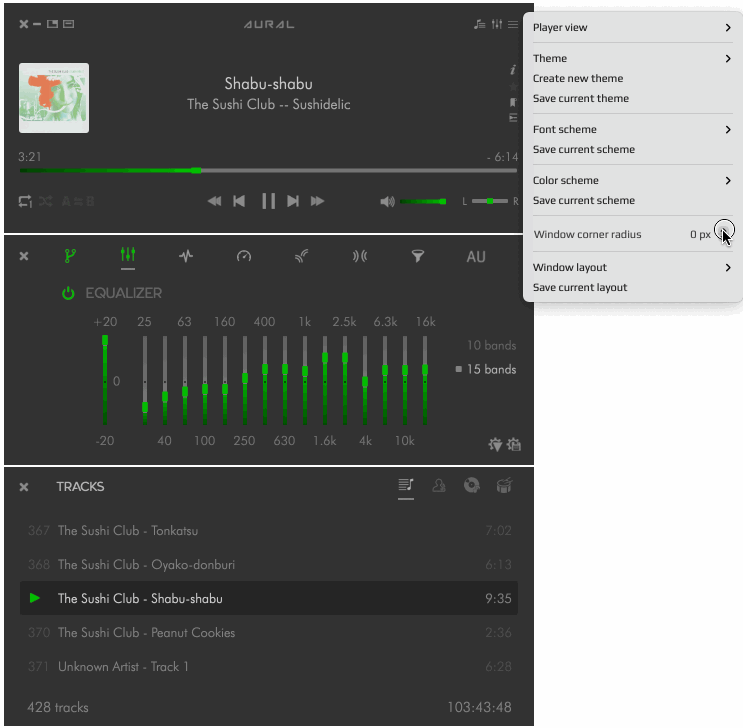 AURAL
Shabu-shabu
The Sushi Club -- Sushidelic
3:21
- 6:14
1 A ⇆ B
L R
Player view
Theme
Create new theme
Save current theme
Font scheme
Save current scheme
Color scheme
Save current scheme
Window corner radius 0 px
Window layout
Save current layout
AU
EQUALIZER
+20 25 63 160 400 1k 2.5k 6.3k 16k
10 bands
15 bands
0
-20 40 100 250 630 1.6k 4k 10k
TRACKS
367 The Sushi Club - Tonkatsu 7:02
368 The Sushi Club - Oyako-donburi 6:13
The Sushi Club - Shabu-shabu 9:35
370 The Sushi Club - Peanut Cookies 2:36
371 Unknown Artist - Track 1 6:28
428 tracks 103:43:48